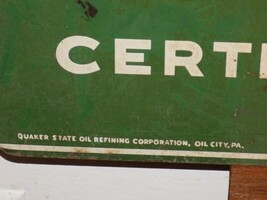 CERTI
QUAKER STATE OIL REFINING CORPORATION, OIL CITY, PA.